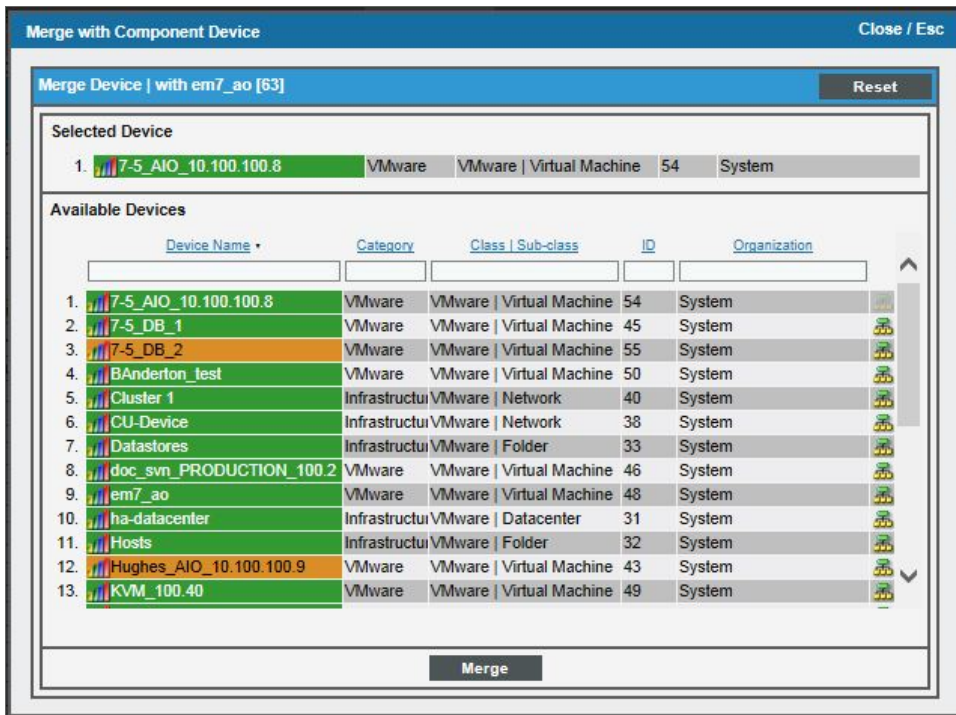 Merge with Component Device Close / Esc
Merge Device | with em7_ao [63] Reset
Selected Device
1. 7-5_AIO_10.100.100.8 VMware VMware | Virtual Machine 54 System
Available Devices
Device Name Category Class | Sub-class ID Organization
1. 7-5_AIO_10.100.100.8 VMware VMware | Virtual Machine 54 System
2. 7-5_DB_1 VMware VMware | Virtual Machine 45 System
3. 7-5_DB_2 VMware VMware | Virtual Machine 55 System
4. BAnderton_test VMware VMware | Virtual Machine 50 System
5. Cluster 1 Infrastructu VMware | Network 40 System
6. CU-Device Infrastructu VMware | Network 38 System
7. Datastores Infrastructu VMware | Folder 33 System
8. doc_svn_PRODUCTION_100.2 VMware VMware | Virtual Machine 46 System
9. em7_ao VMware VMware | Virtual Machine 48 System
10. ha-datacenter Infrastructu VMware | Datacenter 31 System
11. Hosts Infrastructu VMware | Folder 32 System
12. Hughes_AIO_10.100.100.9 VMware VMware | Virtual Machine 43 System
13. KVM_100.40 VMware VMware | Virtual Machine 49 System
Merge